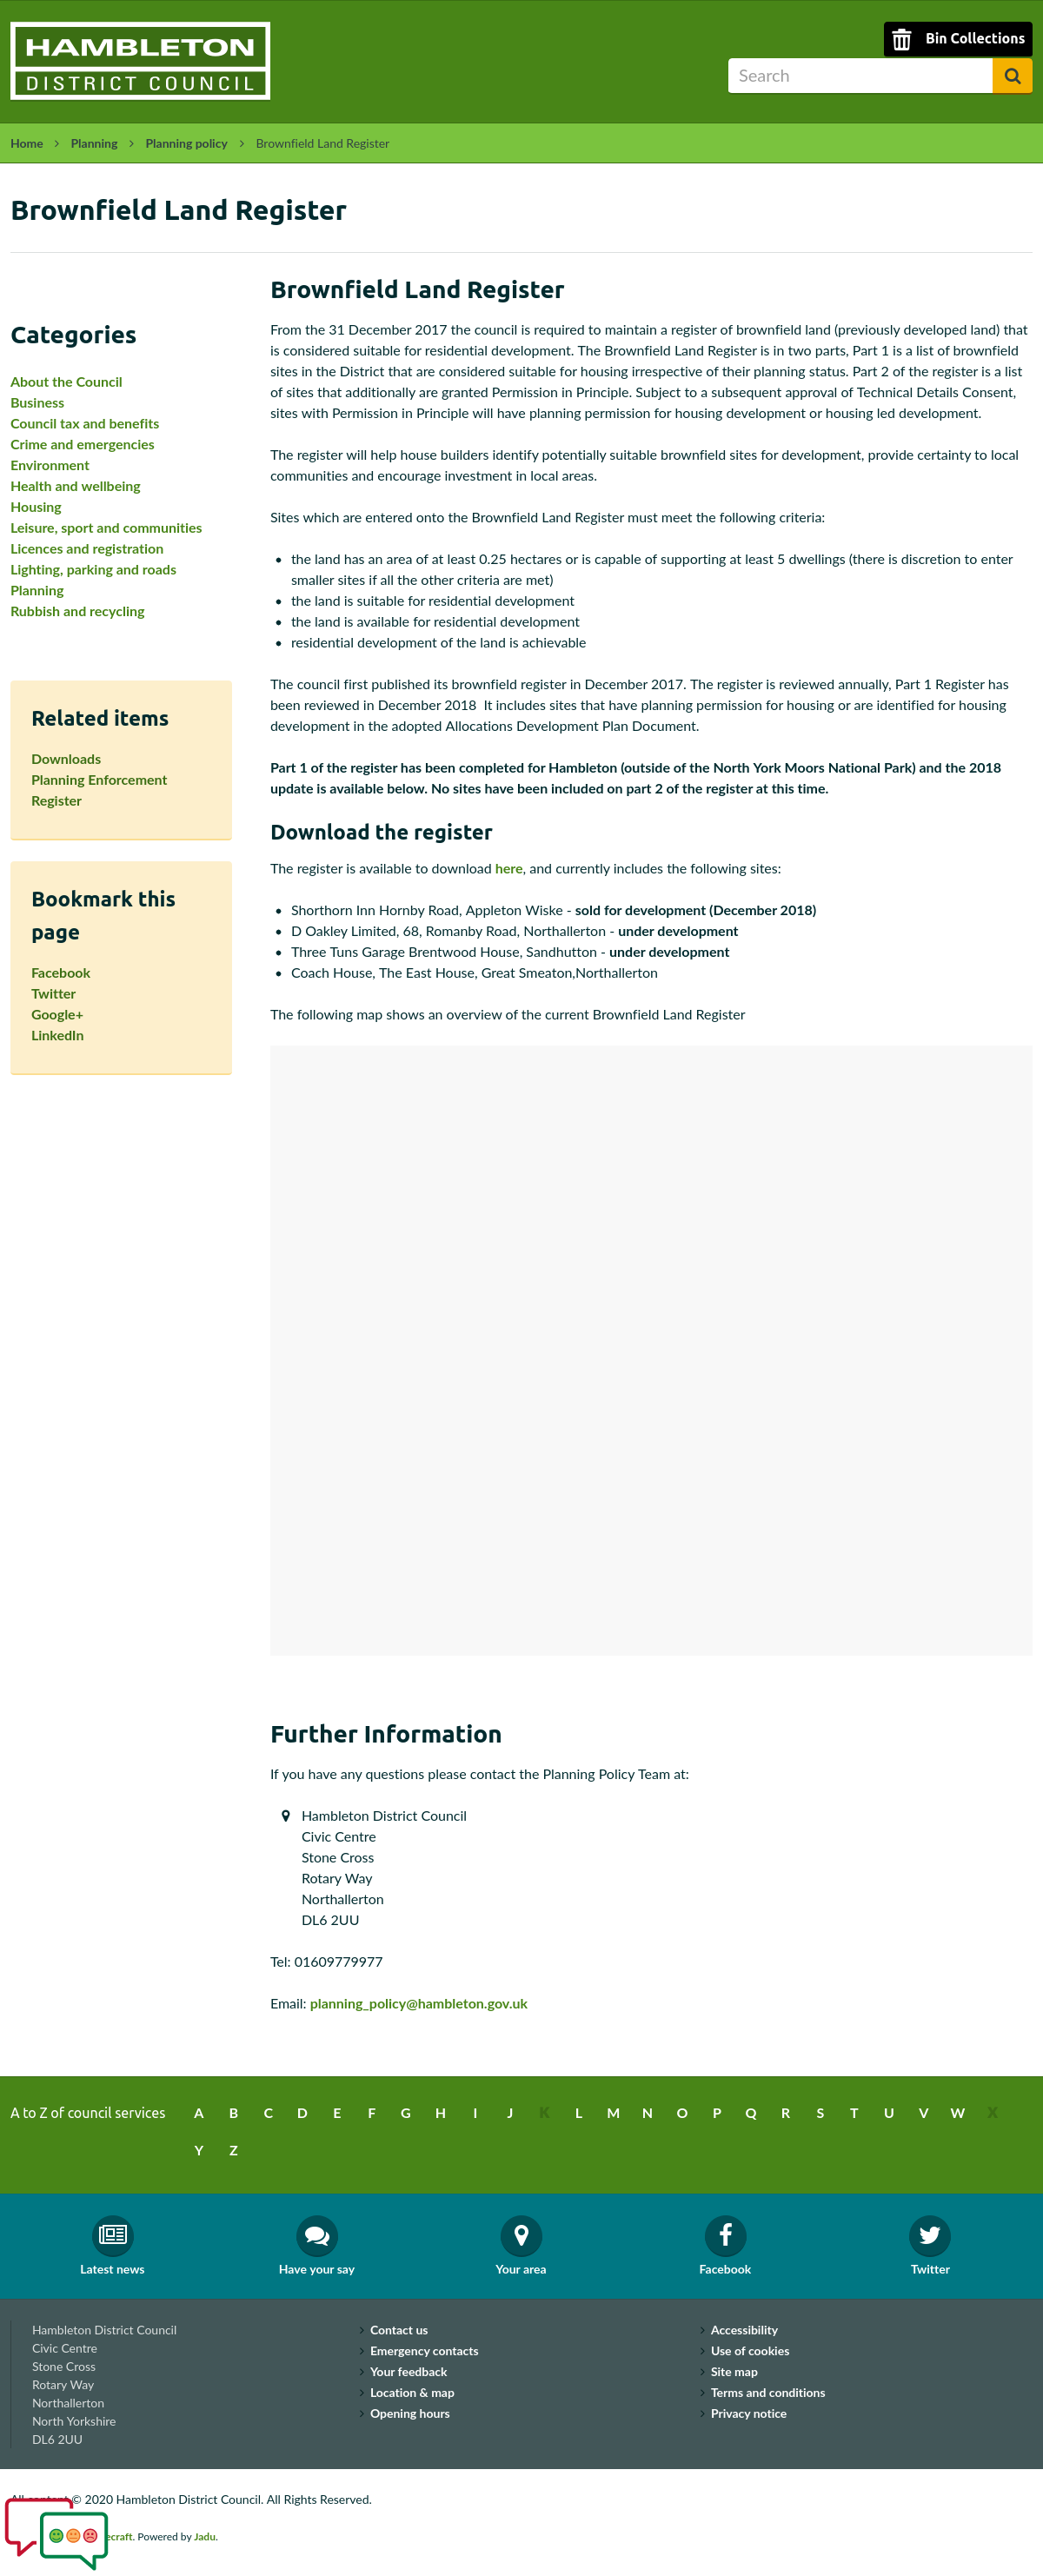 HAMBLETON
DISTRICT COUNCIL
Bin Collections
Search
Home
Planning
Planning policy
Brownfield Land Register
Brownfield Land Register
Categories
About the Council
Business
Council tax and benefits
Crime and emergencies
Environment
Health and wellbeing
Housing
Leisure, sport and communities
Licences and registration
Lighting, parking and roads
Planning
Rubbish and recycling
Related items
Downloads
Planning Enforcement
Register
Bookmark this
page
Facebook
Twitter
Google+
LinkedIn
Brownfield Land Register
From the 31 December 2017 the council is required to maintain a register of brownfield land (previously developed land) that
is considered suitable for residential development. The Brownfield Land Register is in two parts, Part 1 is a list of brownfield
sites in the District that are considered suitable for housing irrespective of their planning status. Part 2 of the register is a list
of sites that additionally are granted Permission in Principle. Subject to a subsequent approval of Technical Details Consent,
sites with Permission in Principle will have planning permission for housing development or housing led development.
The register will help house builders identify potentially suitable brownfield sites for development, provide certainty to local
communities and encourage investment in local areas.
Sites which are entered onto the Brownfield Land Register must meet the following criteria:
• the land has an area of at least 0.25 hectares or is capable of supporting at least 5 dwellings (there is discretion to enter
smaller sites if all the other criteria are met)
• the land is suitable for residential development
• the land is available for residential development
• residential development of the land is achievable
The council first published its brownfield register in December 2017. The register is reviewed annually, Part 1 Register has
been reviewed in December 2018  It includes sites that have planning permission for housing or are identified for housing
development in the adopted Allocations Development Plan Document.
Part 1 of the register has been completed for Hambleton (outside of the North York Moors National Park) and the 2018
update is available below. No sites have been included on part 2 of the register at this time.
Download the register
The register is available to download here, and currently includes the following sites:
• Shorthorn Inn Hornby Road, Appleton Wiske - sold for development (December 2018)
• D Oakley Limited, 68, Romanby Road, Northallerton - under development
• Three Tuns Garage Brentwood House, Sandhutton - under development
• Coach House, The East House, Great Smeaton,Northallerton
The following map shows an overview of the current Brownfield Land Register
Further Information
If you have any questions please contact the Planning Policy Team at:
Hambleton District Council
Civic Centre
Stone Cross
Rotary Way
Northallerton
DL6 2UU
Tel: 01609779977
Email: planning_policy@hambleton.gov.uk
A to Z of council services A B C D E F G H I J K L M N O P Q R S T U V W X
Y Z
Latest news
Have your say
Your area
Facebook
Twitter
Hambleton District Council
Civic Centre
Stone Cross
Rotary Way
Northallerton
North Yorkshire
DL6 2UU
Contact us
Emergency contacts
Your feedback
Location & map
Opening hours
Accessibility
Use of cookies
Site map
Terms and conditions
Privacy notice
© 2020 Hambleton District Council. All Rights Reserved.
Powered by Jadu.